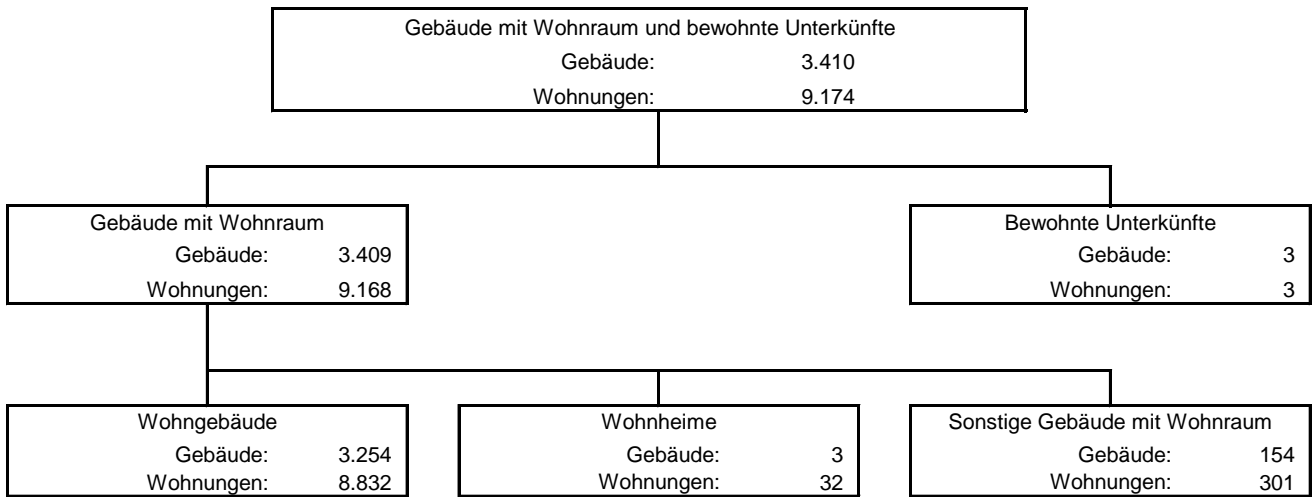 Gebäude mit Wohnraum und bewohnte Unterkünfte
Gebäude: 3.410
Wohnungen: 9.174
Gebäude mit Wohnraum
Gebäude: 3.409
Wohnungen: 9.168
Bewohnte Unterkünfte
Gebäude: 3
Wohnungen: 3
Wohngebäude
Gebäude: 3.254
Wohnungen: 8.832
Wohnheime
Gebäude: 3
Wohnungen: 32
Sonstige Gebäude mit Wohnraum
Gebäude: 154
Wohnungen: 301